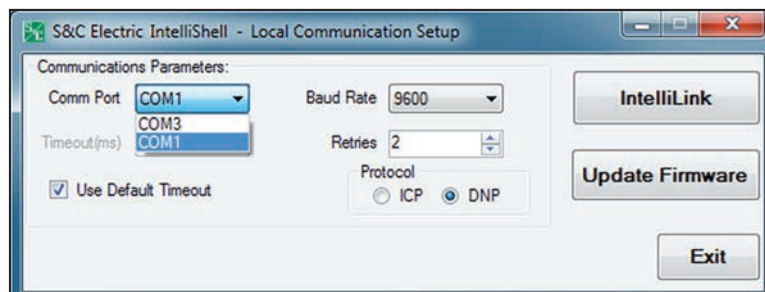 S&C Electric IntelliShell - Local Communication Setup
Communications Parameters:
Comm Port COM1 Baud Rate 9600
COM3
COM1
Timeout(ms) Retries 2
Use Default Timeout
Protocol
ICP DNP
IntelliLink
Update Firmware
Exit